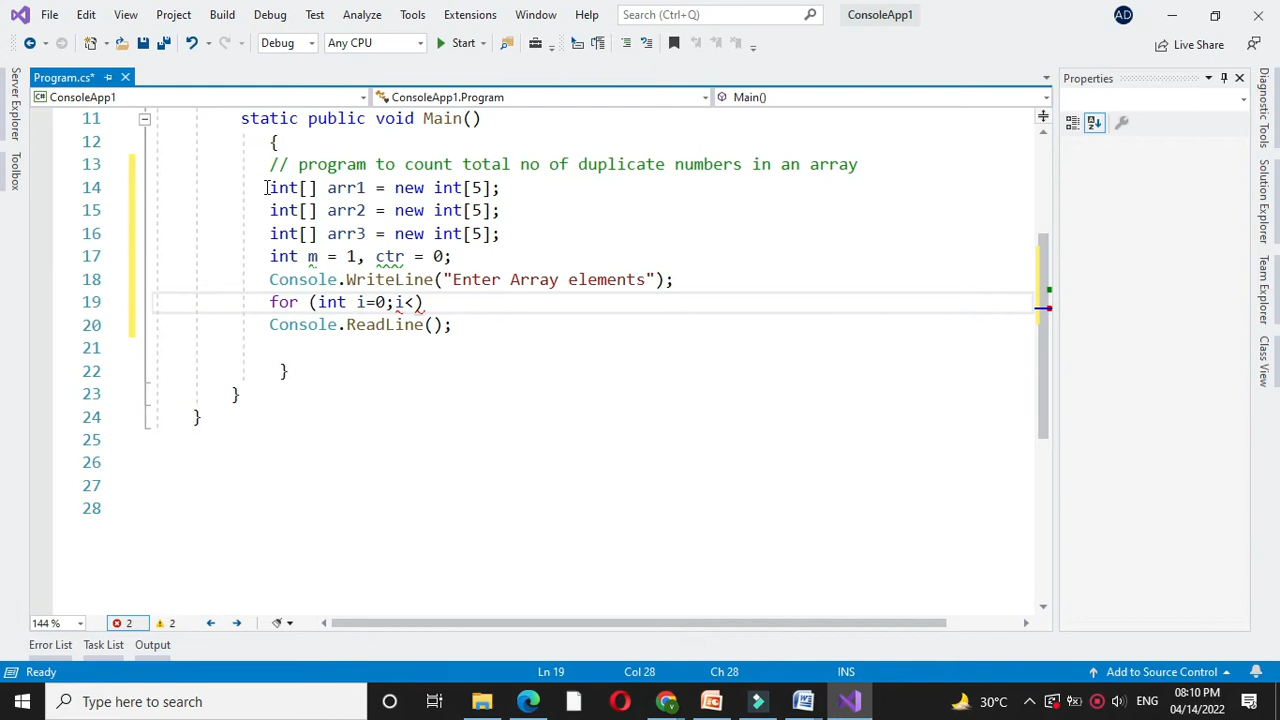 File Edit View Project Build Debug Test Analyze Tools Extensions Window Help Search (Ctrl+Q) ConsoleApp1 AD
Debug Any CPU Start Live Share
Program.cs*
Properties
ConsoleApp1 ConsoleApp1.Program Main()
11 static public void Main()
12 {
13 // program to count total no of duplicate numbers in an array
14 int[] arr1 = new int[5];
15 int[] arr2 = new int[5];
16 int[] arr3 = new int[5];
17 int m = 1, ctr = 0;
18 Console.WriteLine("Enter Array elements");
19 for (int i=0;i<)
20 Console.ReadLine();
21
22 }
23 }
24 }
25
26
27
28
Server Explorer
Toolbox
Diagnostic Tools
Solution Explorer
Class View
144 % 2 2
Error List Task List Output
Ready Ln 19 Col 28 Ch 28 INS Add to Source Control
Type here to search 30°C ENG 08:10 PM
04/14/2022